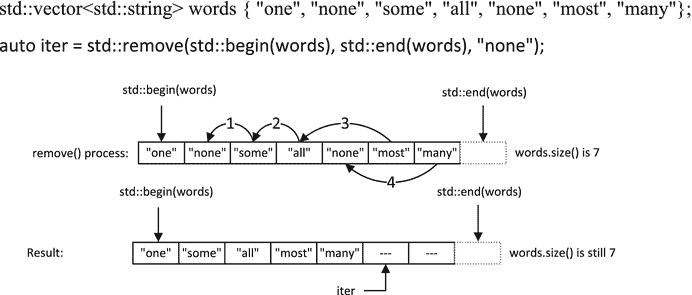 std::vector<std::string> words { "one", "none", "some", "all", "none", "most", "many"};
auto iter = std::remove(std::begin(words), std::end(words), "none");
std::begin(words) std::end(words)
1 2 3
remove() process: "one" "none" "some" "all" "none" "most" "many" words.size() is 7
4
std::begin(words) std::end(words)
Result: "one" "some" "all" "most" "many" --- --- words.size() is still 7
iter